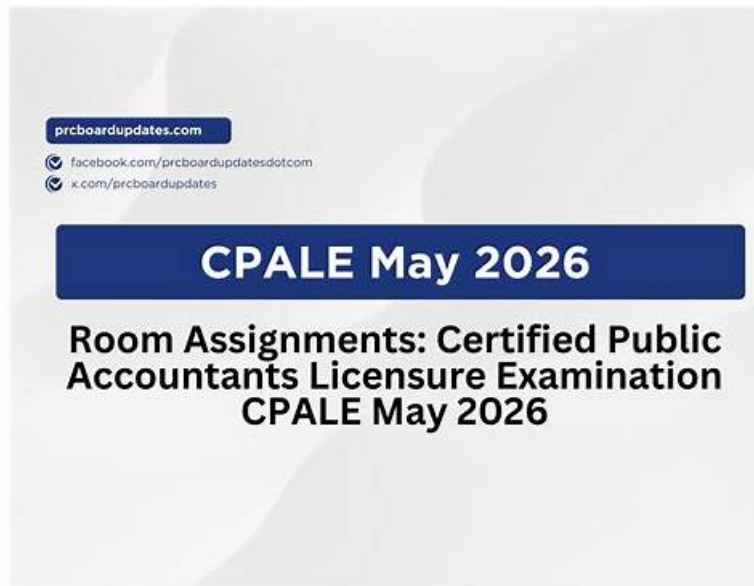 prcboardupdates.com
facebook.com/prcboardupdatesdotcom
x.com/prcboardupdates
CPALE May 2026
Room Assignments: Certified Public
Accountants Licensure Examination
CPALE May 2026